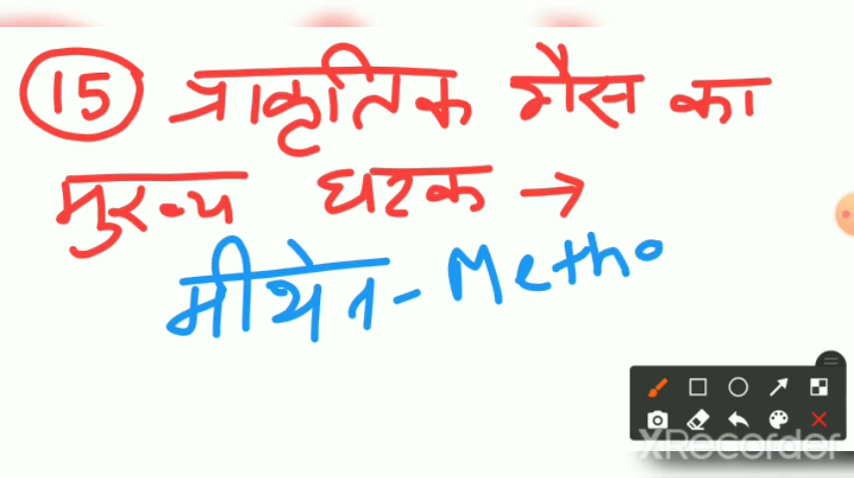 15 प्राकृतिक गैस का
मुख्य घटक →
मीथेन - Metho
XRecorder